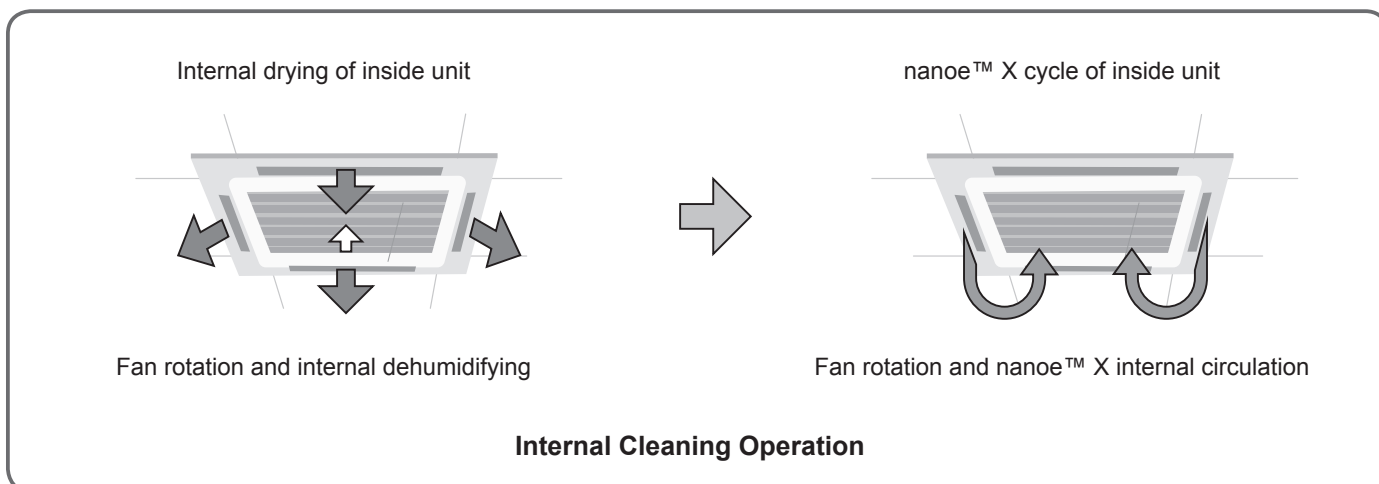 Internal drying of inside unit
nanoe™ X cycle of inside unit
Fan rotation and internal dehumidifying
Fan rotation and nanoe™ X internal circulation
Internal Cleaning Operation